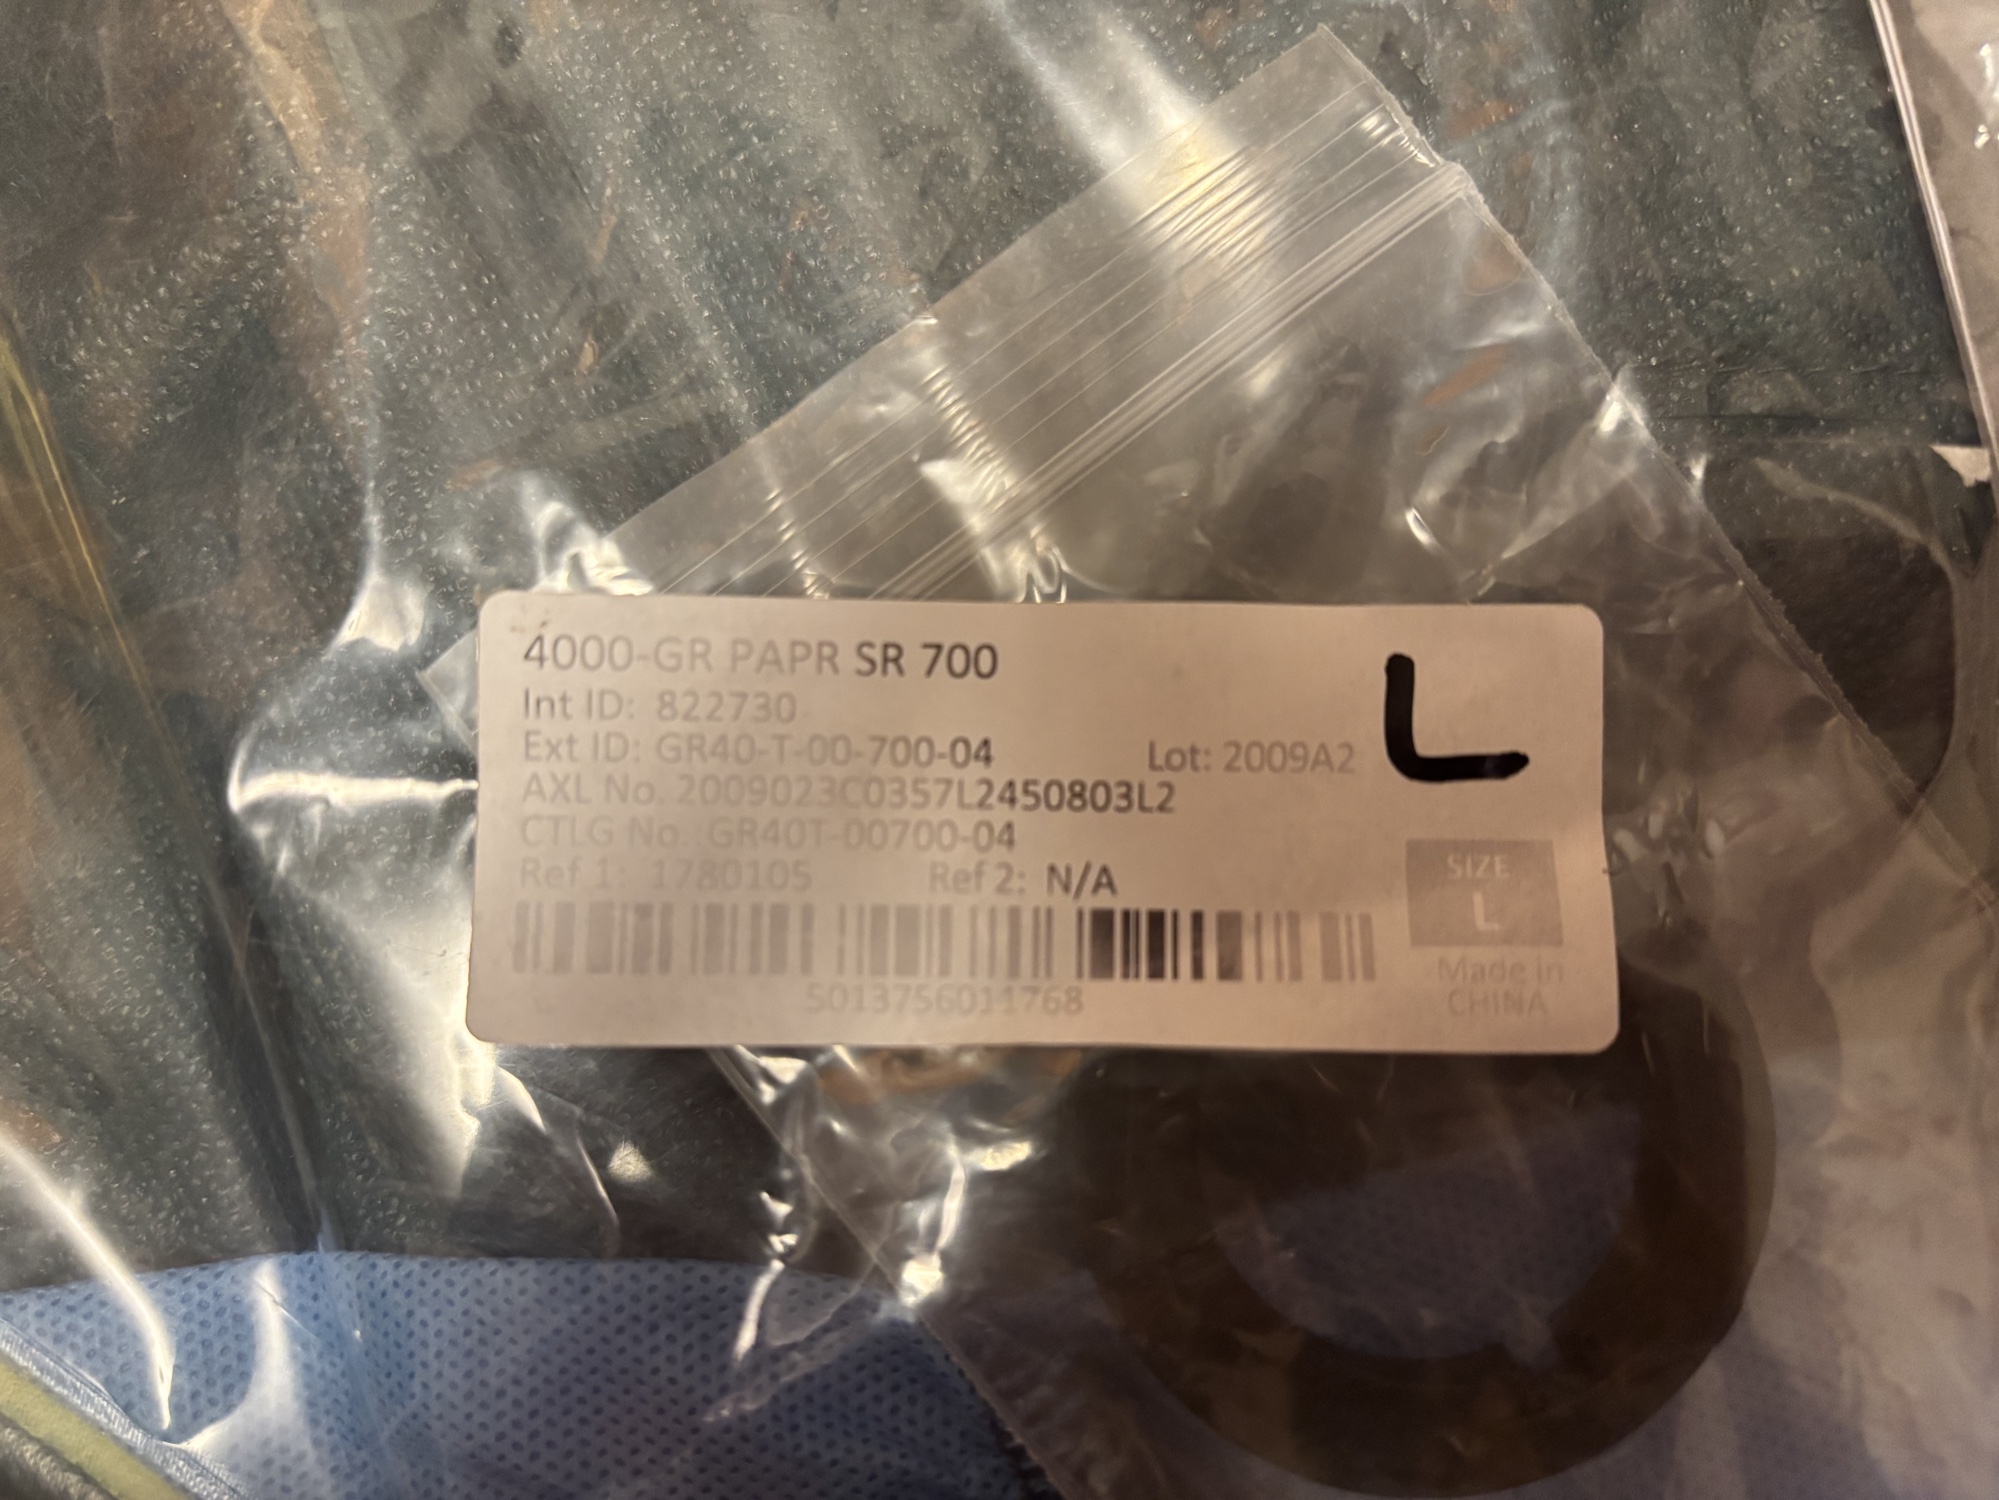 4000-GR PAPR SR 700
L
Int ID: 822730
Ext ID: GR40-T-00-700-04
Lot: 2009A2
AXL No. 2009023C0357L2450803L2
CTLG No. GR40T-00700-04
Ref 1: 1780105
Ref 2: N/A
SIZE
L
Made in
CHINA
5013756011768